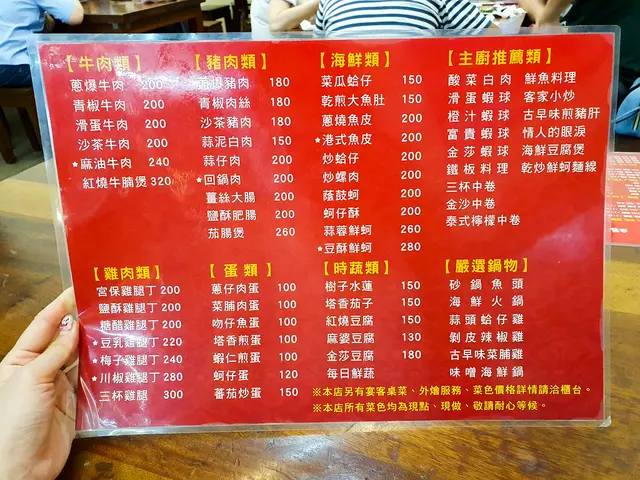 【牛肉類】
蔥爆牛肉 200
青椒牛肉 200
滑蛋牛肉 200
沙茶牛肉 200
★麻油牛肉 240
紅燒牛腩煲 320
【豬肉類】
蔥爆豬肉 180
青椒肉絲 180
沙茶豬肉 180
蒜泥白肉 150
蒜仔肉 200
★回鍋肉 200
薑絲大腸 200
鹽酥肥腸 200
茄腸煲 260
【海鮮類】
菜瓜蛤仔 150
乾煎大魚肚 150
蔥燒魚皮 200
★港式魚皮 200
炒蛤仔 200
炒螺肉 200
蔭鼓蚵 200
蚵仔酥 200
蒜蓉鮮蚵 260
★豆酥鮮蚵 280
【主廚推薦類】
酸菜白肉 鮮魚料理
滑蛋蝦球 客家小炒
橙汁蝦球 古早味煎豬肝
富貴蝦球 情人的眼淚
金莎蝦球 海鮮豆腐煲
鐵板料理 乾炒鮮蚵麵線
三杯中卷
金沙中卷
泰式檸檬中卷
【雞肉類】
宮保雞腿丁 200
鹽酥雞腿丁 200
糖醋雞腿丁 200
★豆乳雞腿丁 220
★梅子雞腿丁 240
★川椒雞腿丁 280
三杯雞腿 300
【蛋類】
蔥仔肉蛋 150
菜脯肉蛋 150
吻仔魚蛋 150
塔香煎蛋 150
蝦仁煎蛋 200
蚵仔蛋 200
蕃茄炒蛋 150
【時蔬類】
樹子水蓮 150
塔香茄子 150
紅燒豆腐 150
麻婆豆腐 130
金莎豆腐 180
每日鮮蔬
【嚴選鍋物】
砂鍋魚頭
海鮮火鍋
蒜頭蛤仔雞
剝皮辣椒雞
古早味菜脯雞
味噌海鮮鍋
※本店另有宴客桌菜、外燴服務、菜色價格詳情請洽櫃台。
※本店所有菜色均為現點、現做、敬請耐心等候。